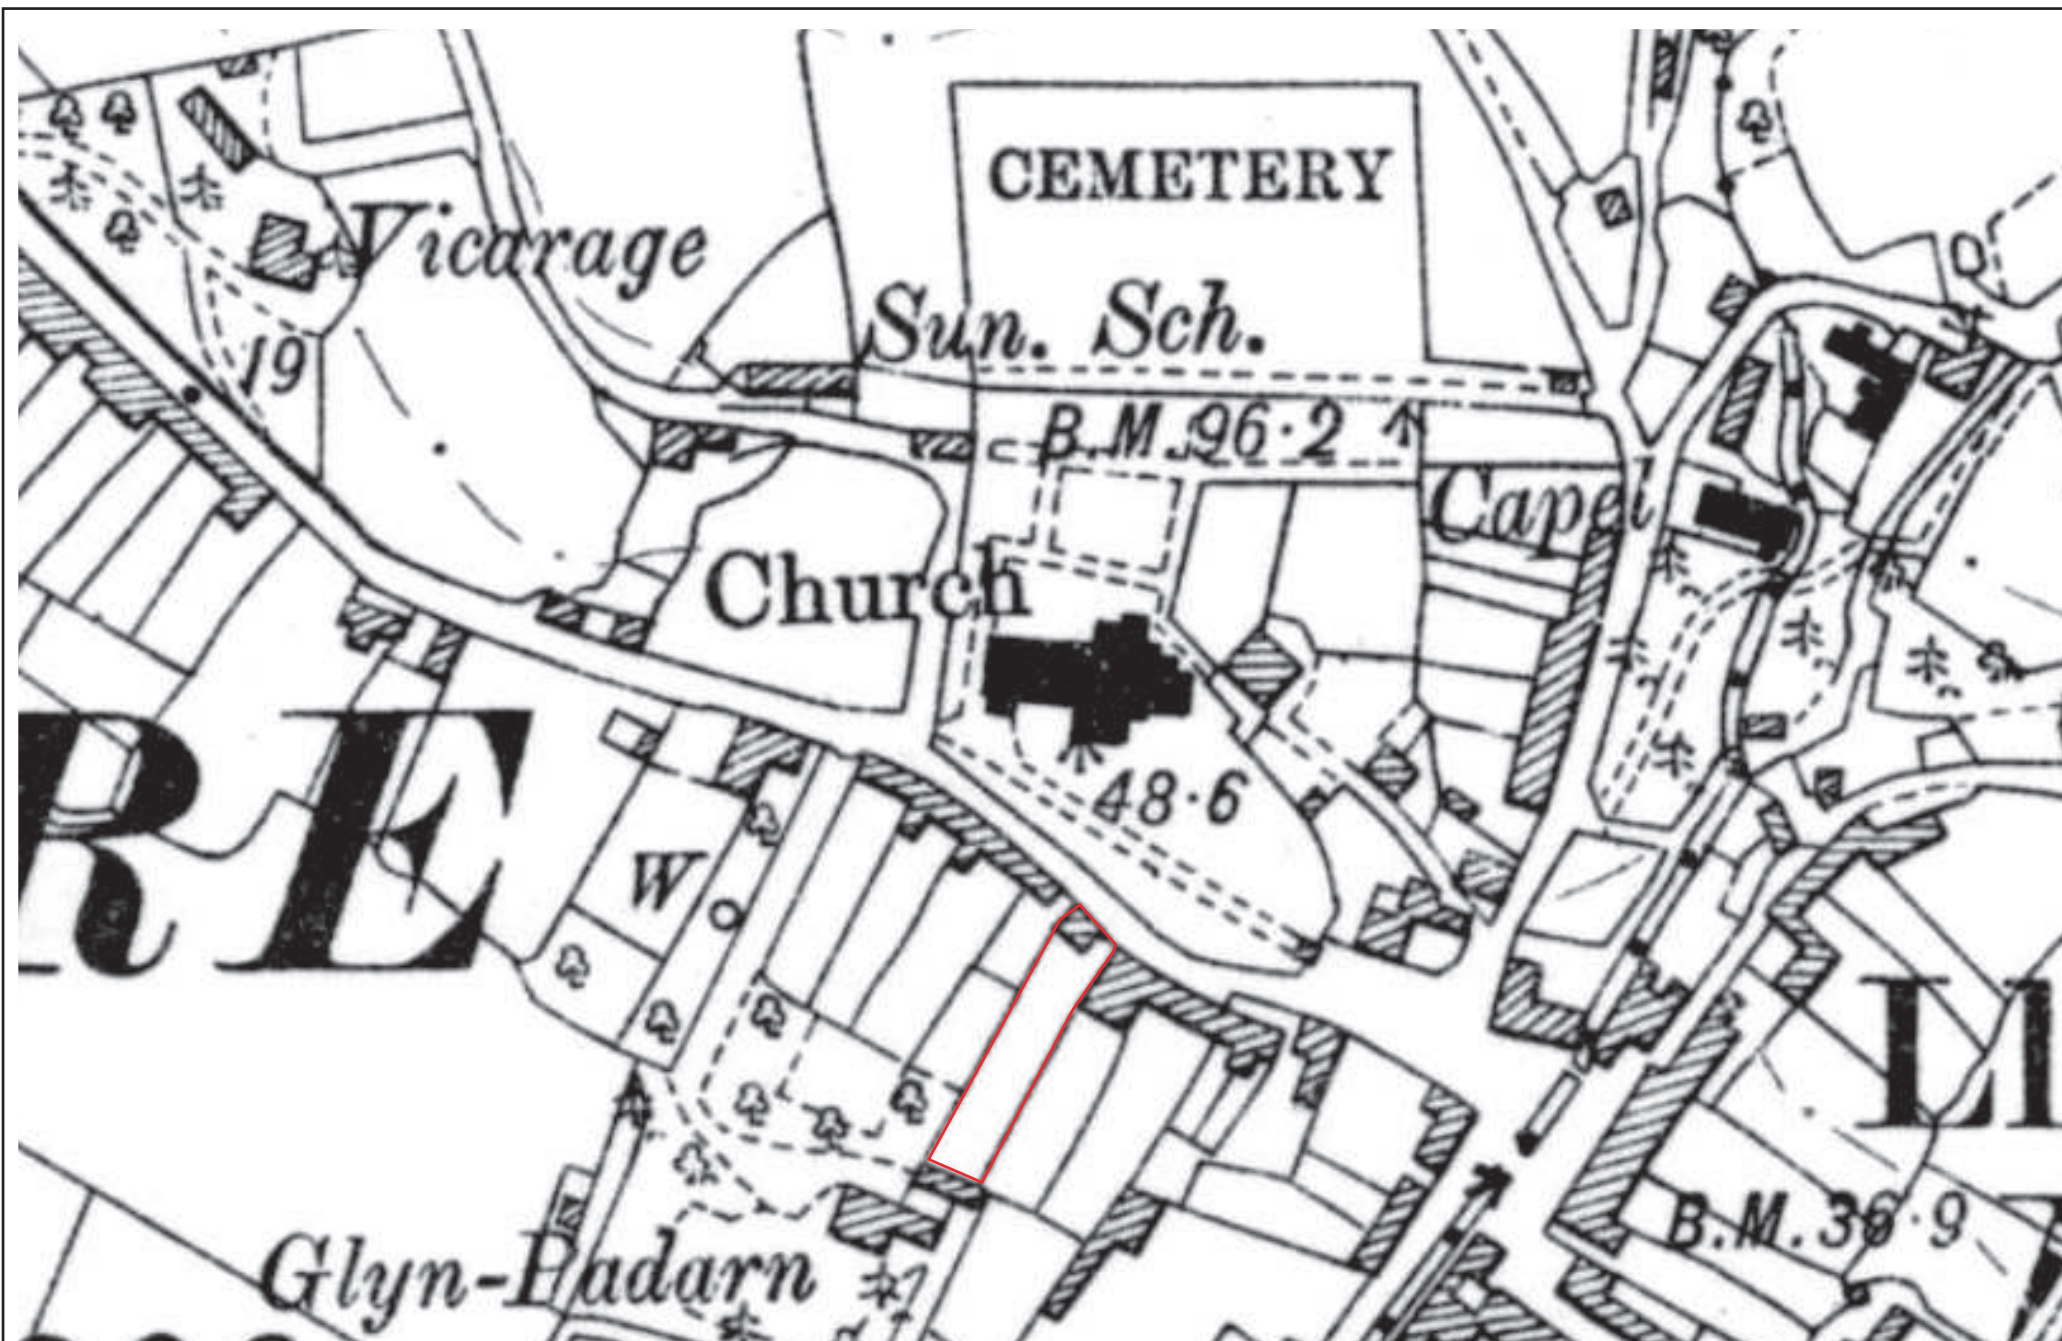 CEMETERY
Vicarage
Sun. Sch.
19
B.M.96·2
Capel
Church
48·6
RE
W
Ll
B.M.36·9
Glyn-Padarn